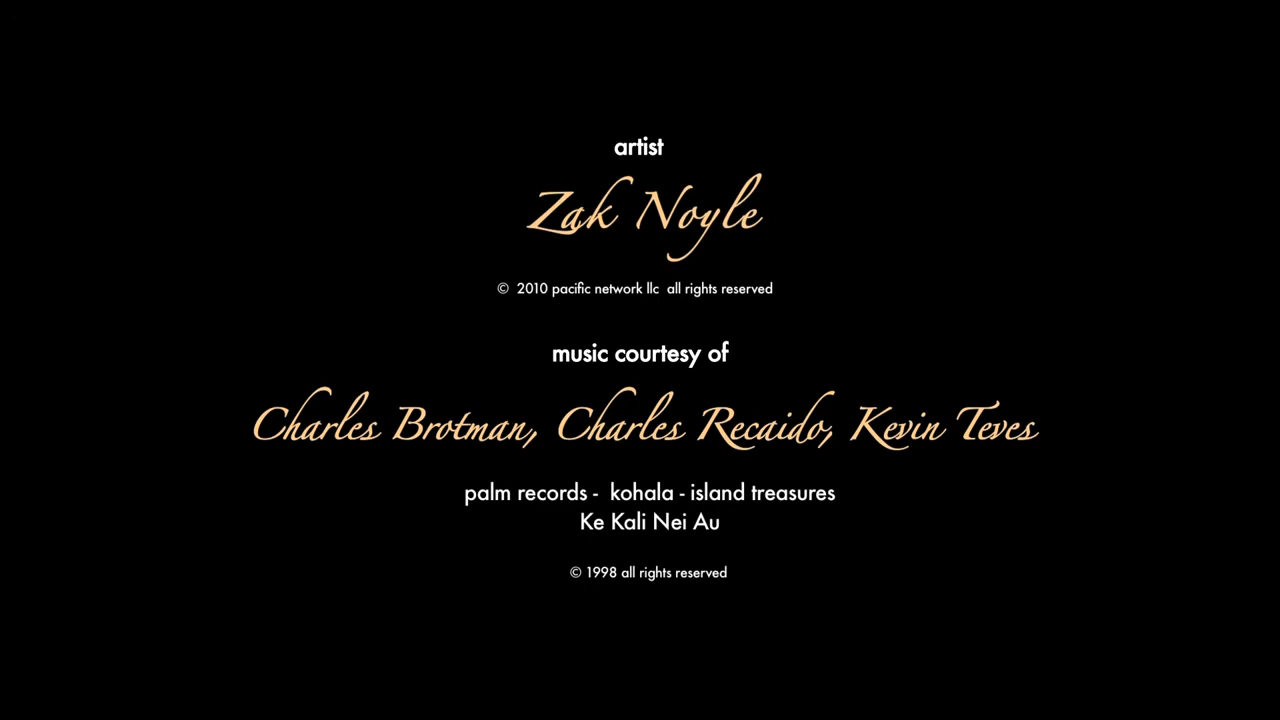 artist
Zak Noyle
© 2010 pacific network llc all rights reserved
music courtesy of
Charles Brotman, Charles Recaido, Kevin Teves
palm records - kohala - island treasures
Ke Kali Nei Au
© 1998 all rights reserved